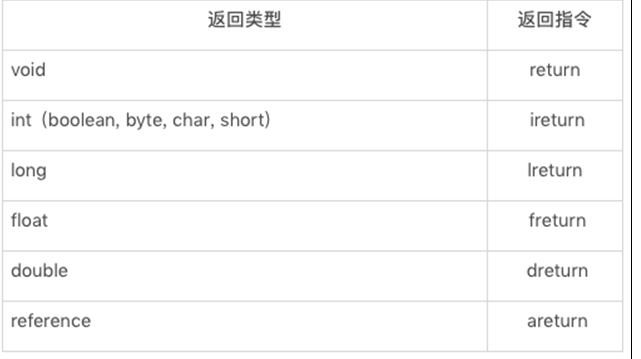 返回类型 返回指令
void return
int（boolean, byte, char, short） ireturn
long lreturn
float freturn
double dreturn
reference areturn